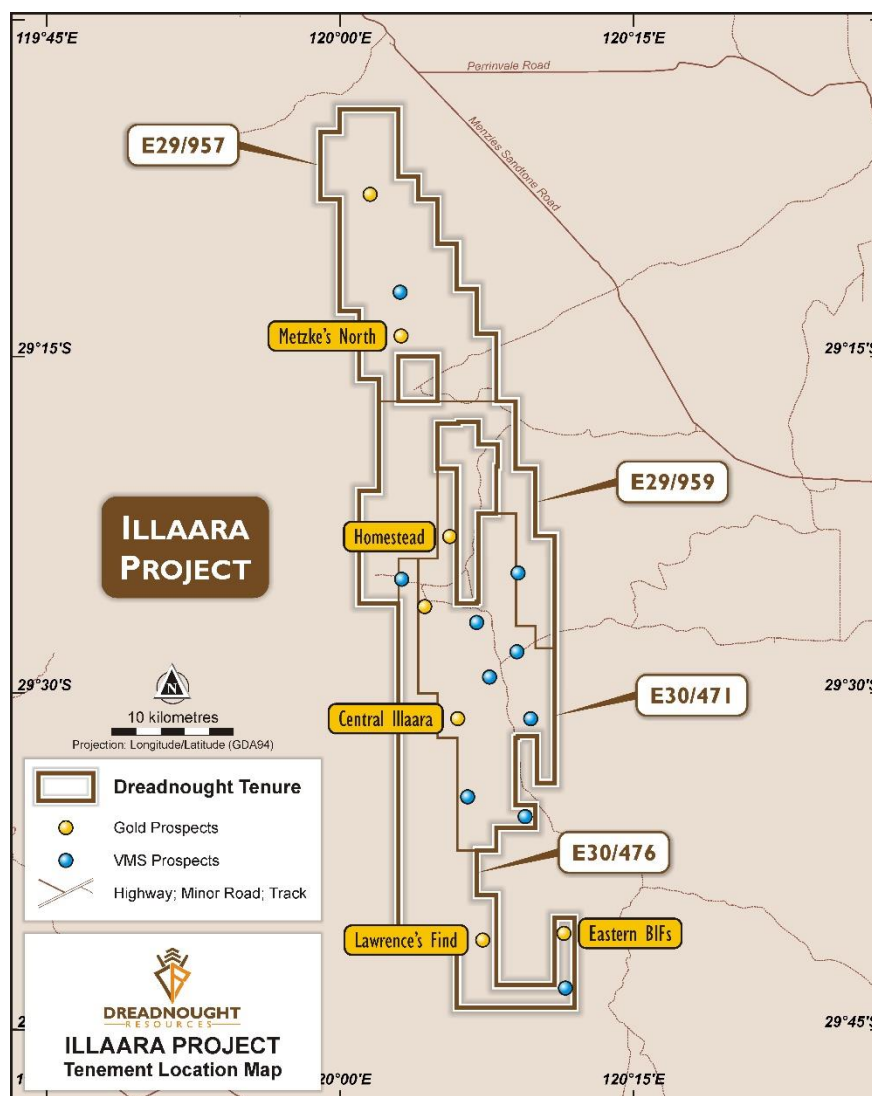 119°45'E
120°00'E
120°15'E
Perrinvale Road
Menzies Sandstone Road
E29/957
Metzke's North
29°15'S
29°15'S
E29/959
ILLAARA
PROJECT
Homestead
N
10 kilometres
Projection: Longitude/Latitude (GDA94)
29°30'S
29°30'S
E30/471
Central Illaara
Dreadnought Tenure
Gold Prospects
VMS Prospects
Highway; Minor Road; Track
E30/476
Lawrence's Find
Eastern BIFs
DREADNOUGHT
RESOURCES
ILLAARA PROJECT
Tenement Location Map
29°45'S
120°00'E
120°15'E